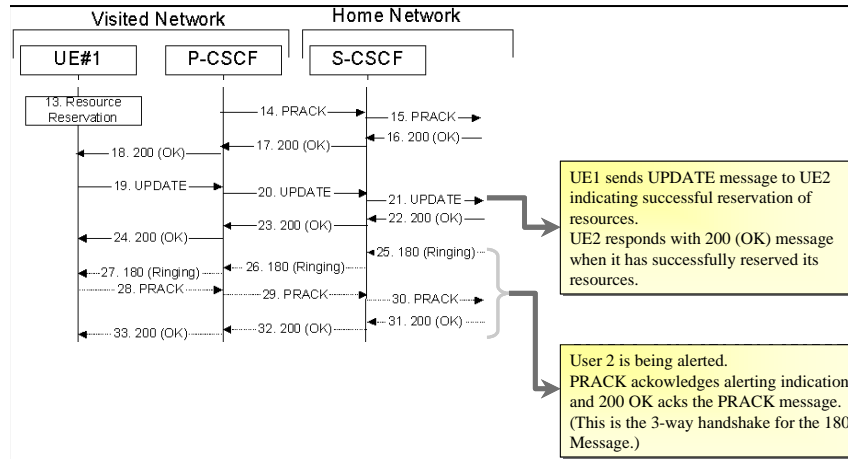 Visited Network
Home Network
UE#1
P-CSCF
S-CSCF
13. Resource
Reservation
14. PRACK
15. PRACK
16. 200 (OK)
17. 200 (OK)
18. 200 (OK)
19. UPDATE
20. UPDATE
21. UPDATE
22. 200 (OK)
23. 200 (OK)
24. 200 (OK)
25. 180 (Ringing)
26. 180 (Ringing)
27. 180 (Ringing)
28. PRACK
29. PRACK
30. PRACK
31. 200 (OK)
32. 200 (OK)
33. 200 (OK)
UE1 sends UPDATE message to UE2
indicating successful reservation of
resources.
UE2 responds with 200 (OK) message
when it has successfully reserved its
resources.
User 2 is being alerted.
PRACK ackowledges alerting indication
and 200 OK acks the PRACK message.
(This is the 3-way handshake for the 180
Message.)